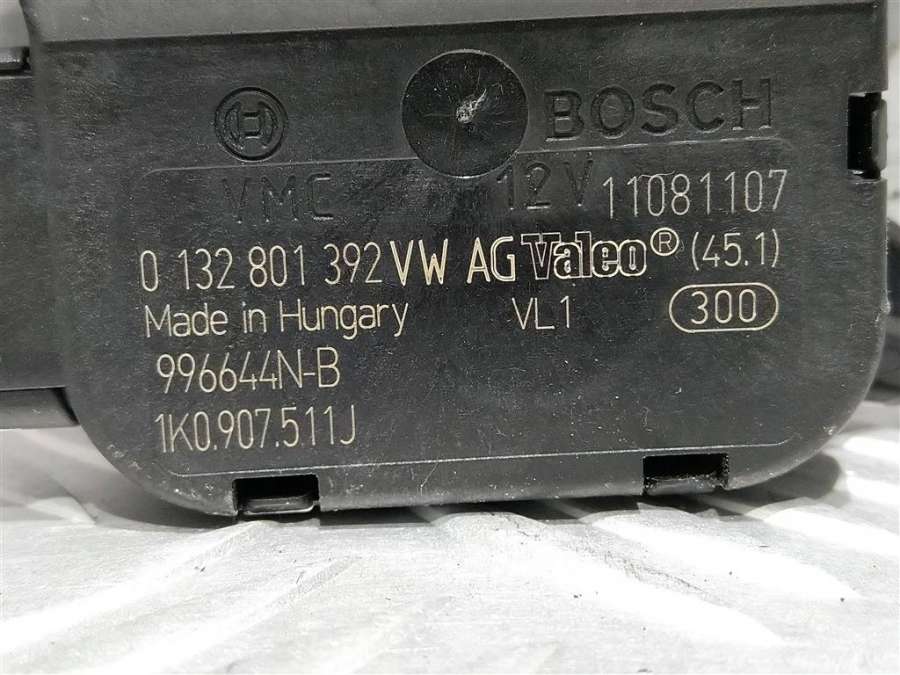 BOSCH
VMC 12V 11081107
0 132 801 392 VW AG Valeo® (45.1)
Made in Hungary VL1 300
996644N-B
1K0.907.511J